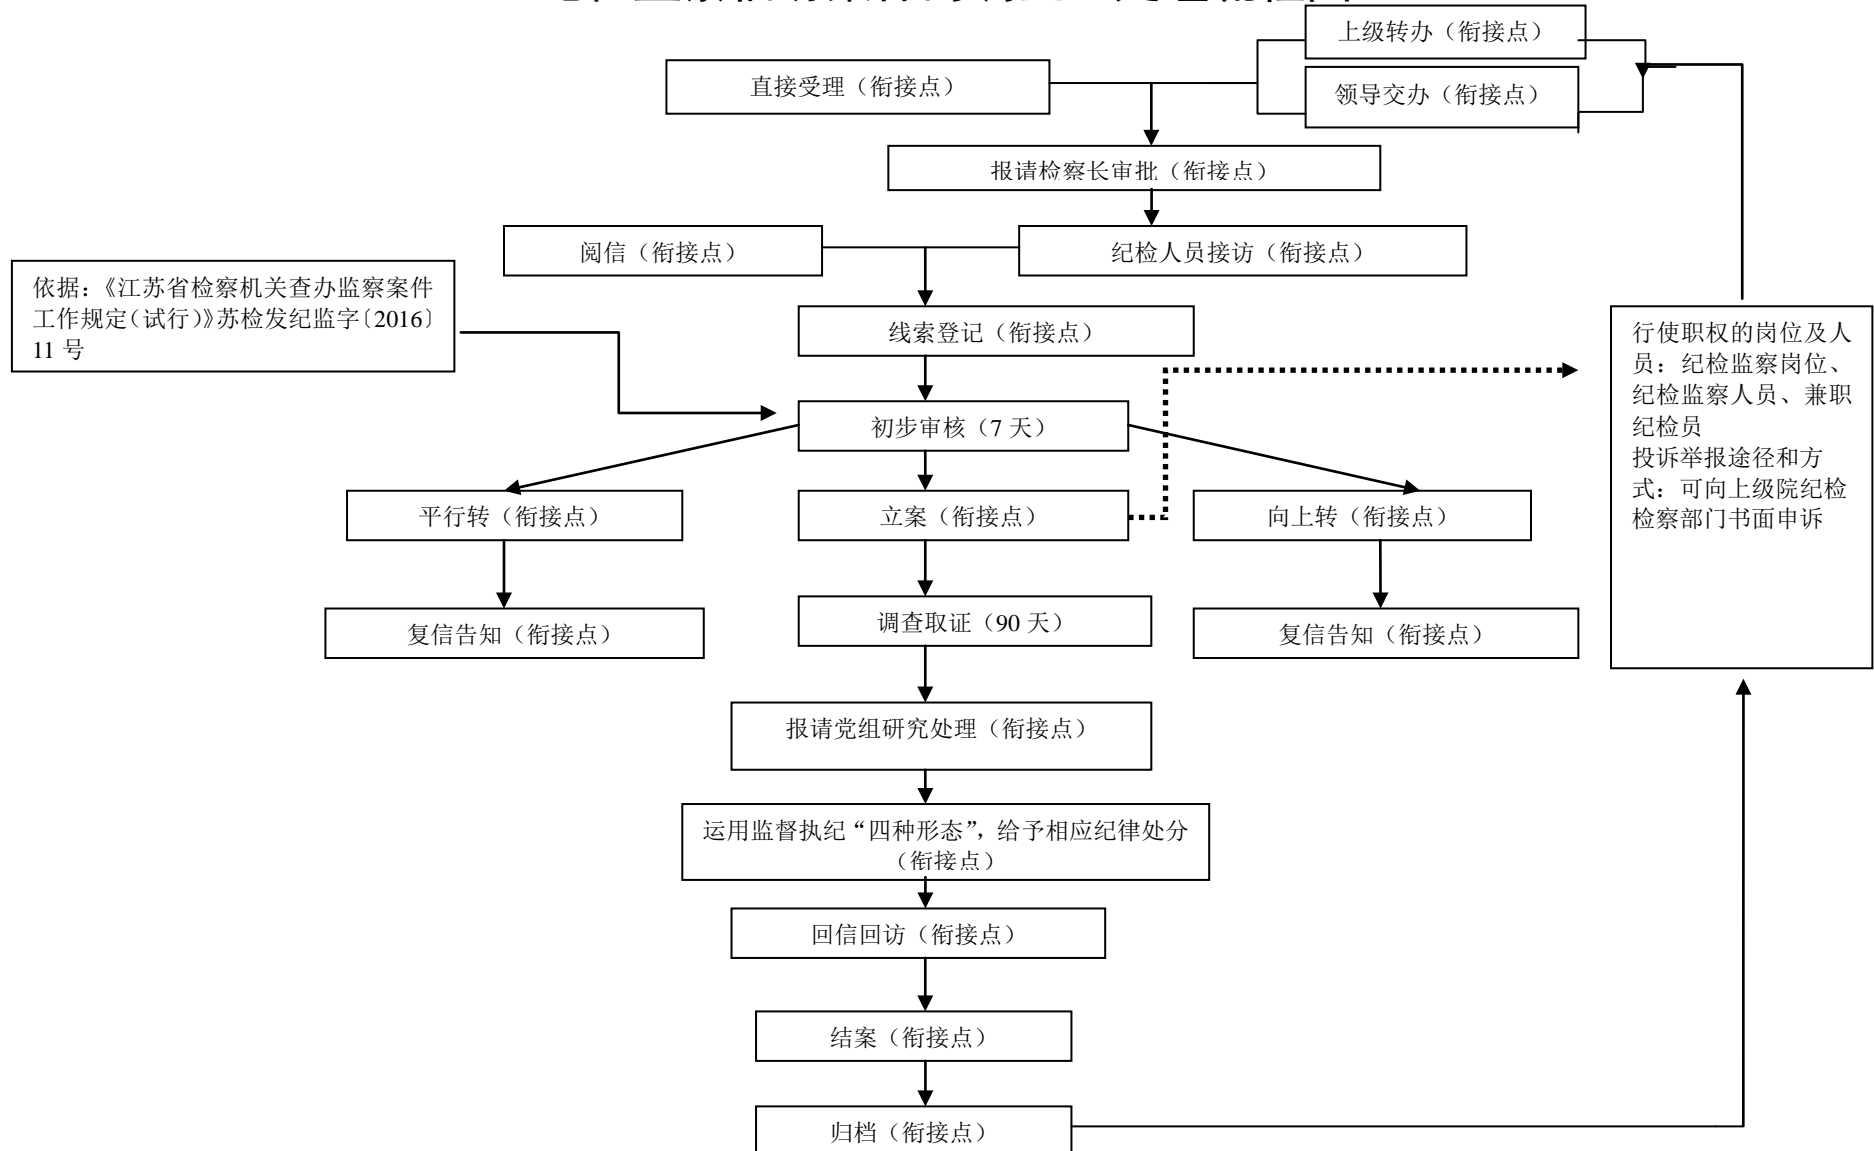 上级转办（衔接点）
直接受理（衔接点）
领导交办（衔接点）
报请检察长审批（衔接点）
阅信（衔接点）
纪检人员接访（衔接点）
依据：《江苏省检察机关查办监察案件
工作规定（试行）》苏检发纪监字〔2016〕
11 号
线索登记（衔接点）
行使职权的岗位及人
员：纪检监察岗位、
纪检监察人员、兼职
纪检员
投诉举报途径和方
式：可向上级院纪检
检察部门书面申诉
初步审核（7 天）
平行转（衔接点）
立案（衔接点）
向上转（衔接点）
复信告知（衔接点）
调查取证（90 天）
复信告知（衔接点）
报请党组研究处理（衔接点）
运用监督执纪“四种形态”，给予相应纪律处分
（衔接点）
回信回访（衔接点）
结案（衔接点）
归档（衔接点）